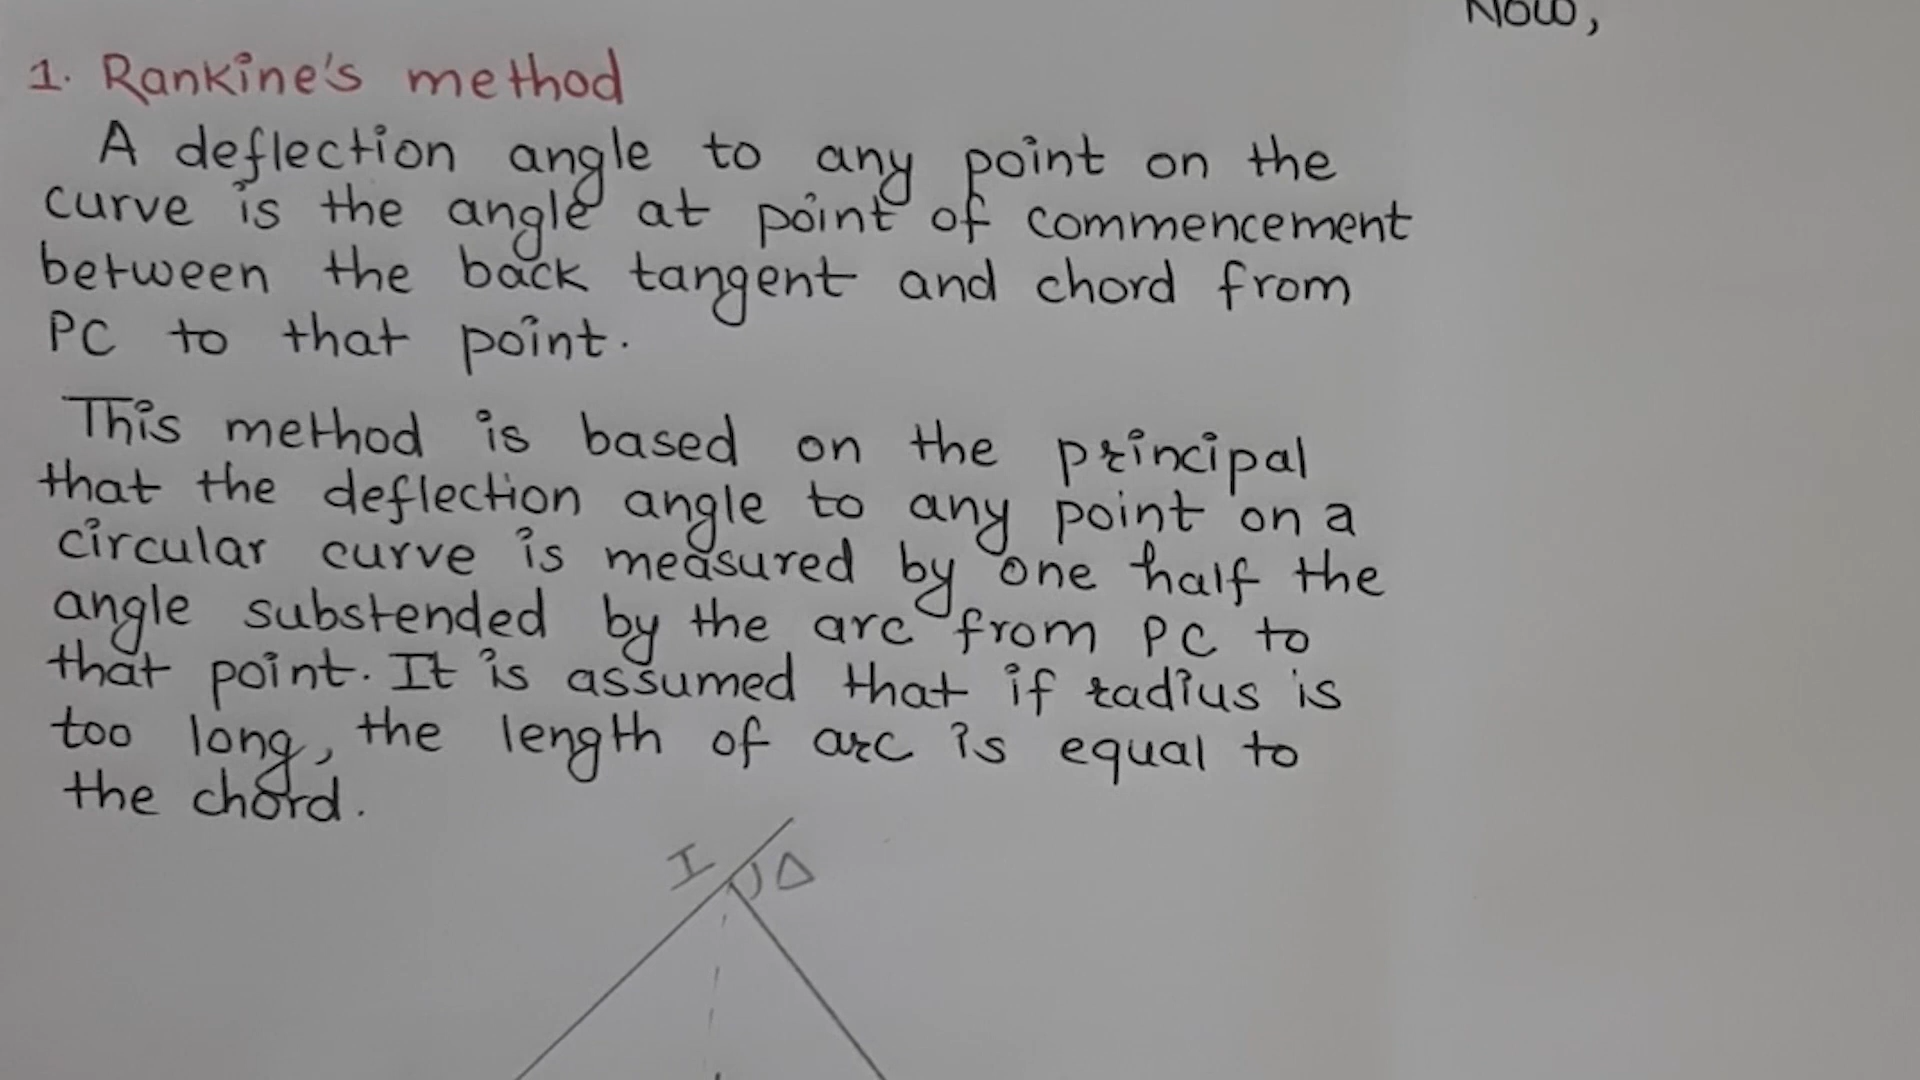 Now,
1. Rankine's method
A deflection angle to any point on the
curve is the angle at point of commencement
between the back tangent and chord from
PC to that point.
This method is based on the principal
that the deflection angle to any point on a
circular curve is measured by one half the
angle substended by the arc from PC to
that point. It is assumed that if radius is
too long, the length of arc is equal to
the chord.
I Δ